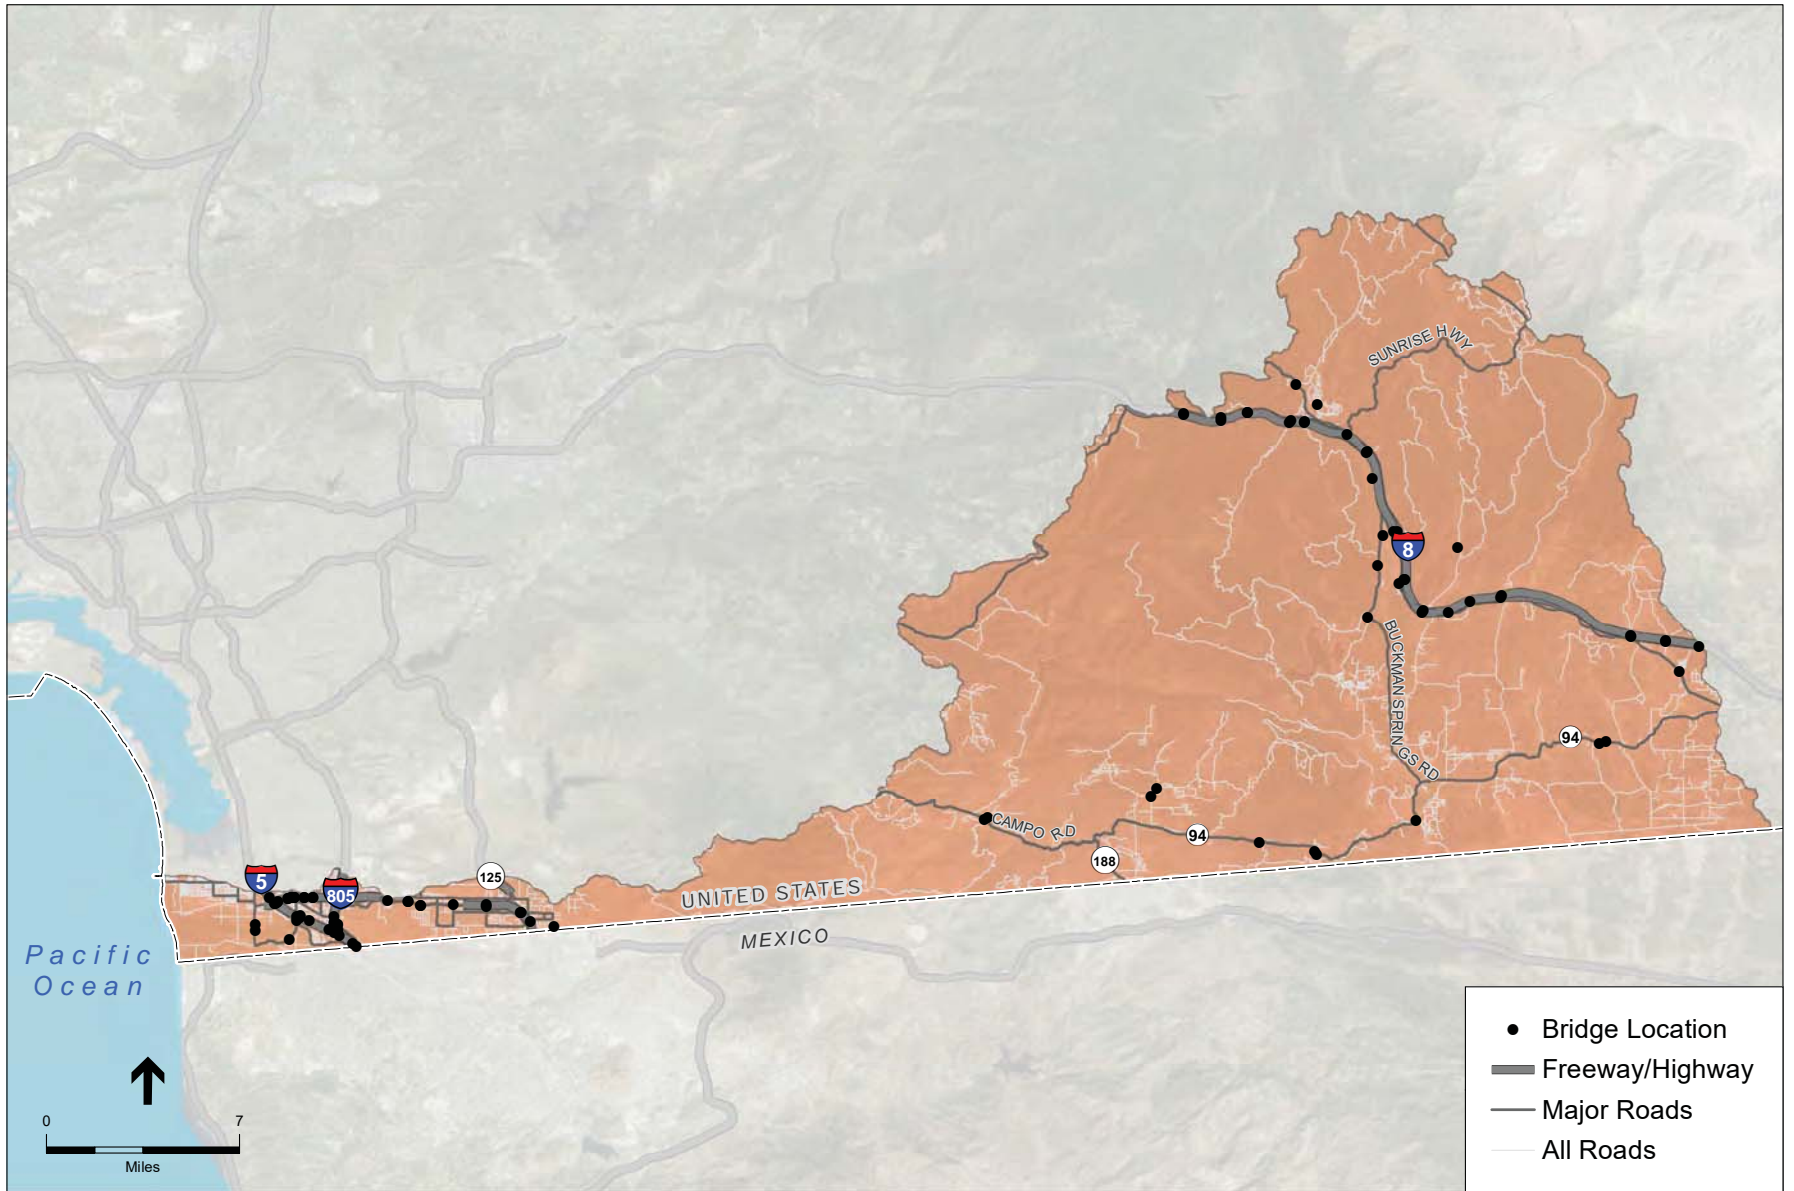 SUNRISE HWY
8
BUCKMAN SPRINGS RD
94
CAMPO RD
94
188
125
5
805
UNITED STATES
MEXICO
Pacific
Ocean
0 7
Miles
Bridge Location
Freeway/Highway
Major Roads
All Roads